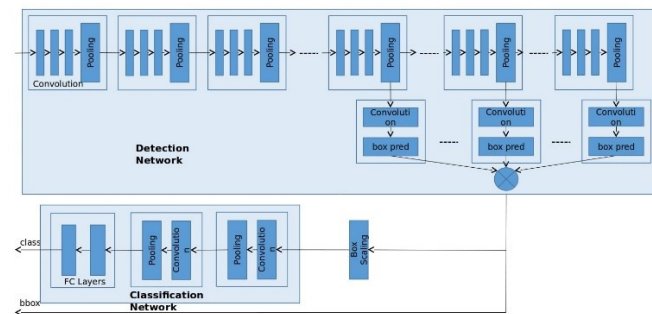 Pooling
Pooling
Pooling
Pooling
Pooling
Pooling
Convolution
Convoluti
on
Convoluti
on
Convoluti
on
box pred
box pred
box pred
Detection
Network
class
Pooling
Convolutio
n
Pooling
Convolutio
n
Box
Scaling
FC Layers
Classification
Network
bbox